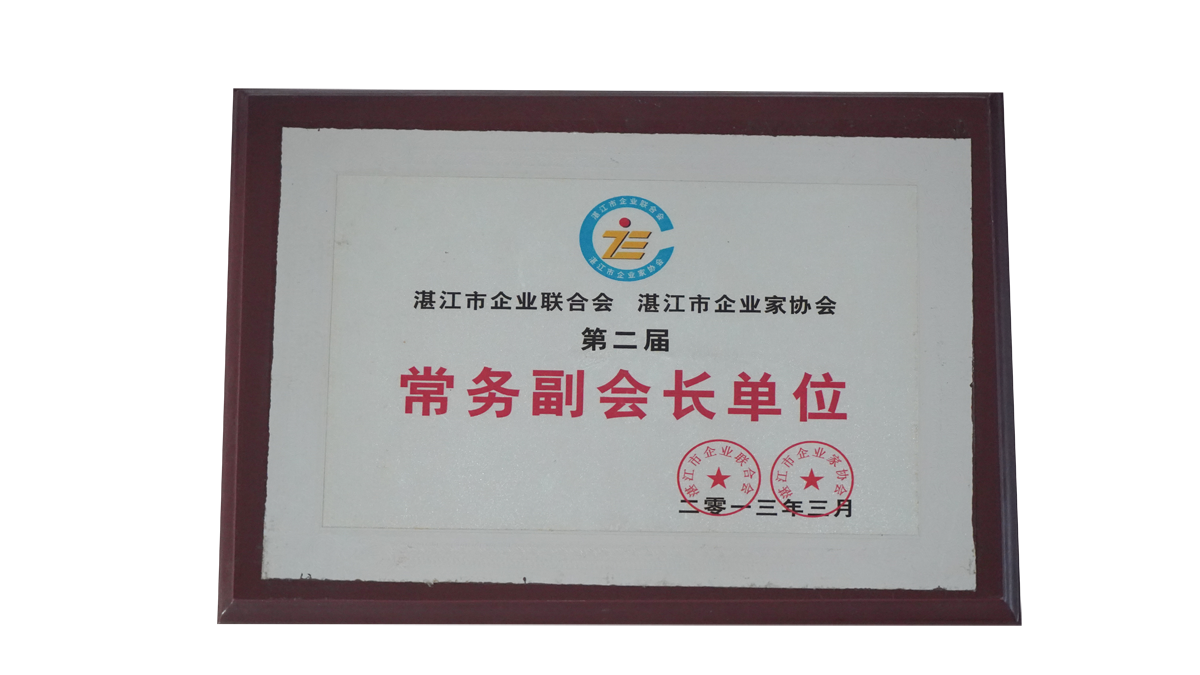 湛江市企业联合会
湛江市企业家协会
湛江市企业联合会 湛江市企业家协会
第二届
常务副会长单位
湛江市企业联合会
湛江市企业家协会
二零一三年三月